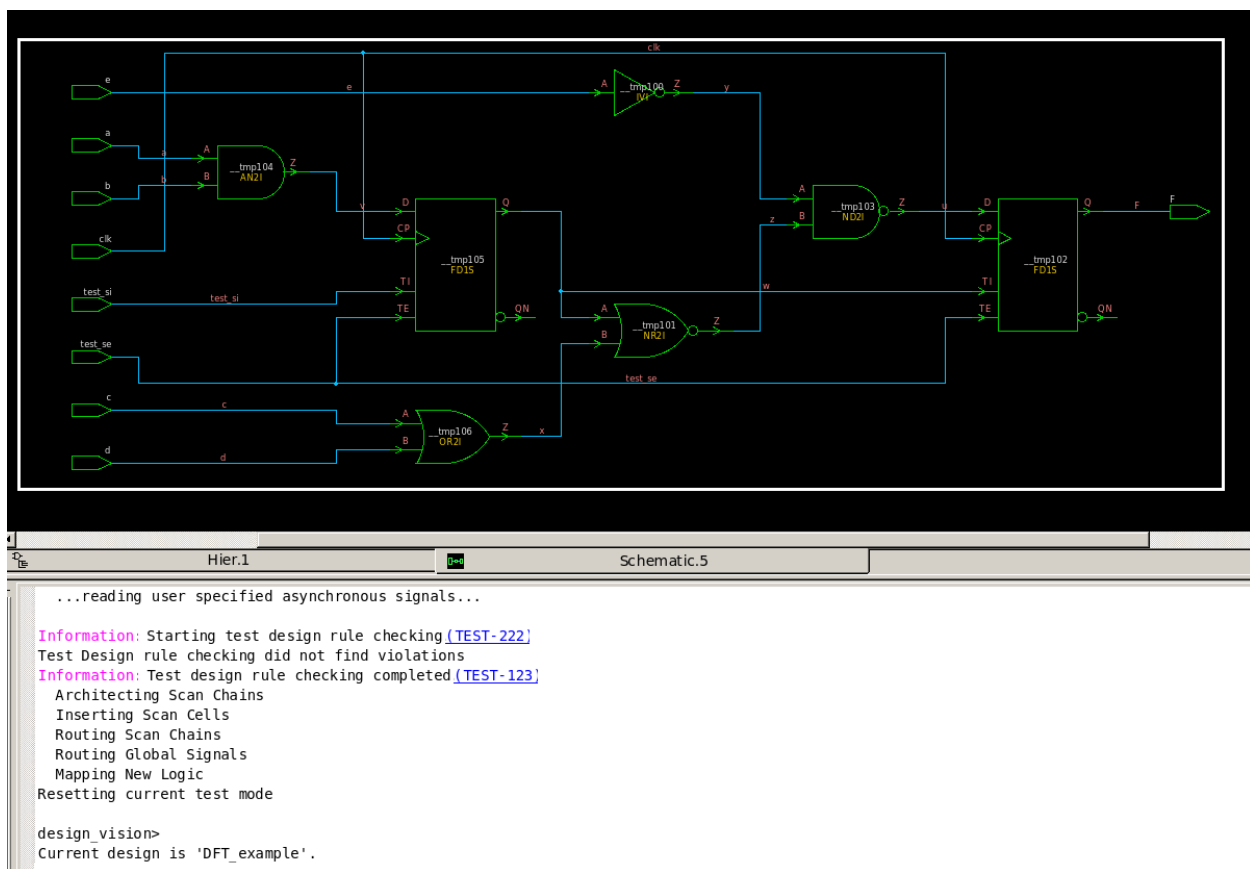 clk
e
e
A
__tmp100
IVI
Z
y
a
a
A
__tmp104
AN2I
Z
b
b
B
v
D
Q
A
__tmp103
ND2I
Z
u
D
Q
F
F
clk
CP
z
B
CP
__tmp105
FD1S
__tmp102
FD1S
test_si
test_si
TI
w
TI
TE
QN
A
__tmp101
NR2I
Z
TE
QN
B
test_se
test_se
c
c
A
__tmp106
OR2I
Z
x
B
d
d
Hier.1
Schematic.5
...reading user specified asynchronous signals...
Information: Starting test design rule checking (TEST-222)
Test Design rule checking did not find violations
Information: Test design rule checking completed (TEST-123)
Architecting Scan Chains
Inserting Scan Cells
Routing Scan Chains
Routing Global Signals
Mapping New Logic
Resetting current test mode
design_vision>
Current design is 'DFT_example'.